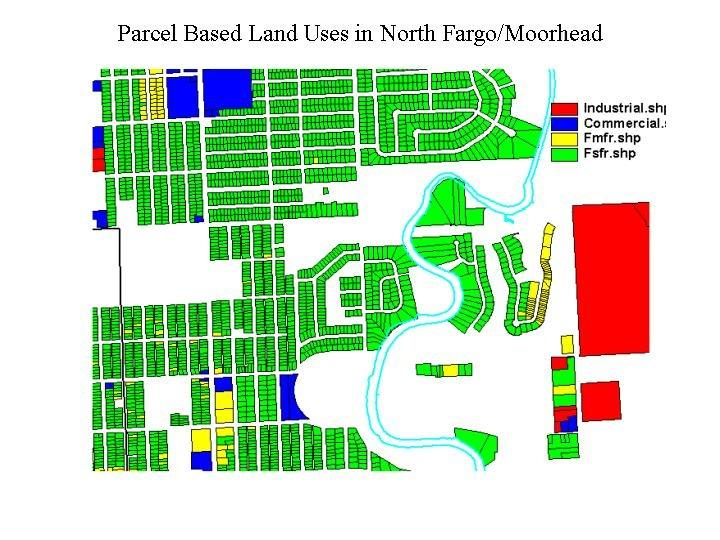 Parcel Based Land Uses in North Fargo/Moorhead
Industrial.shp
Commercial.s
Fmfr.shp
Fsfr.shp